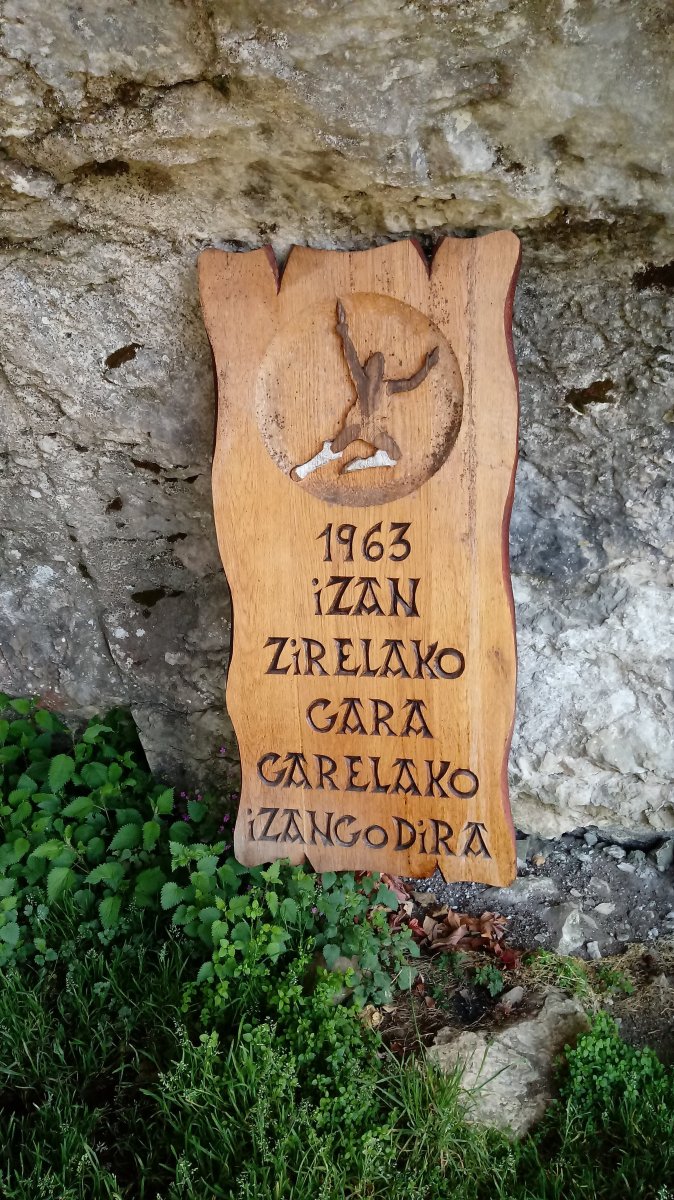 1963
iZAN
ZiRELAKO
GARA
GARELAKO
iZANGO DiRA